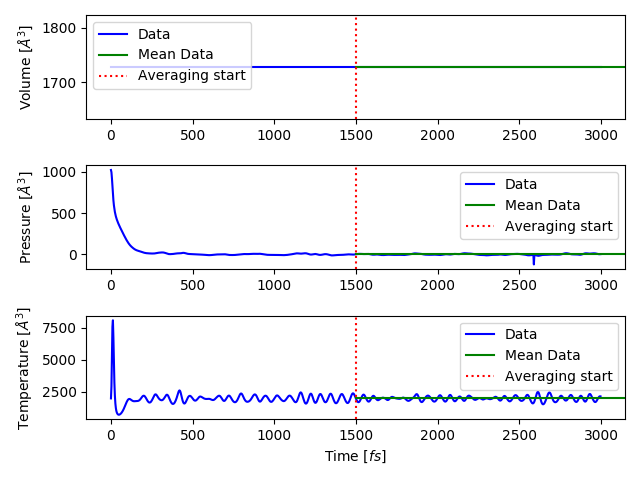 Volume [Å³]
1800
1700
Data
Mean Data
Averaging start
0 500 1000 1500 2000 2500 3000
Pressure [Å³]
1000
500
0
Data
Mean Data
Averaging start
0 500 1000 1500 2000 2500 3000
Temperature [Å³]
7500
5000
2500
Data
Mean Data
Averaging start
0 500 1000 1500 2000 2500 3000
Time [fs]